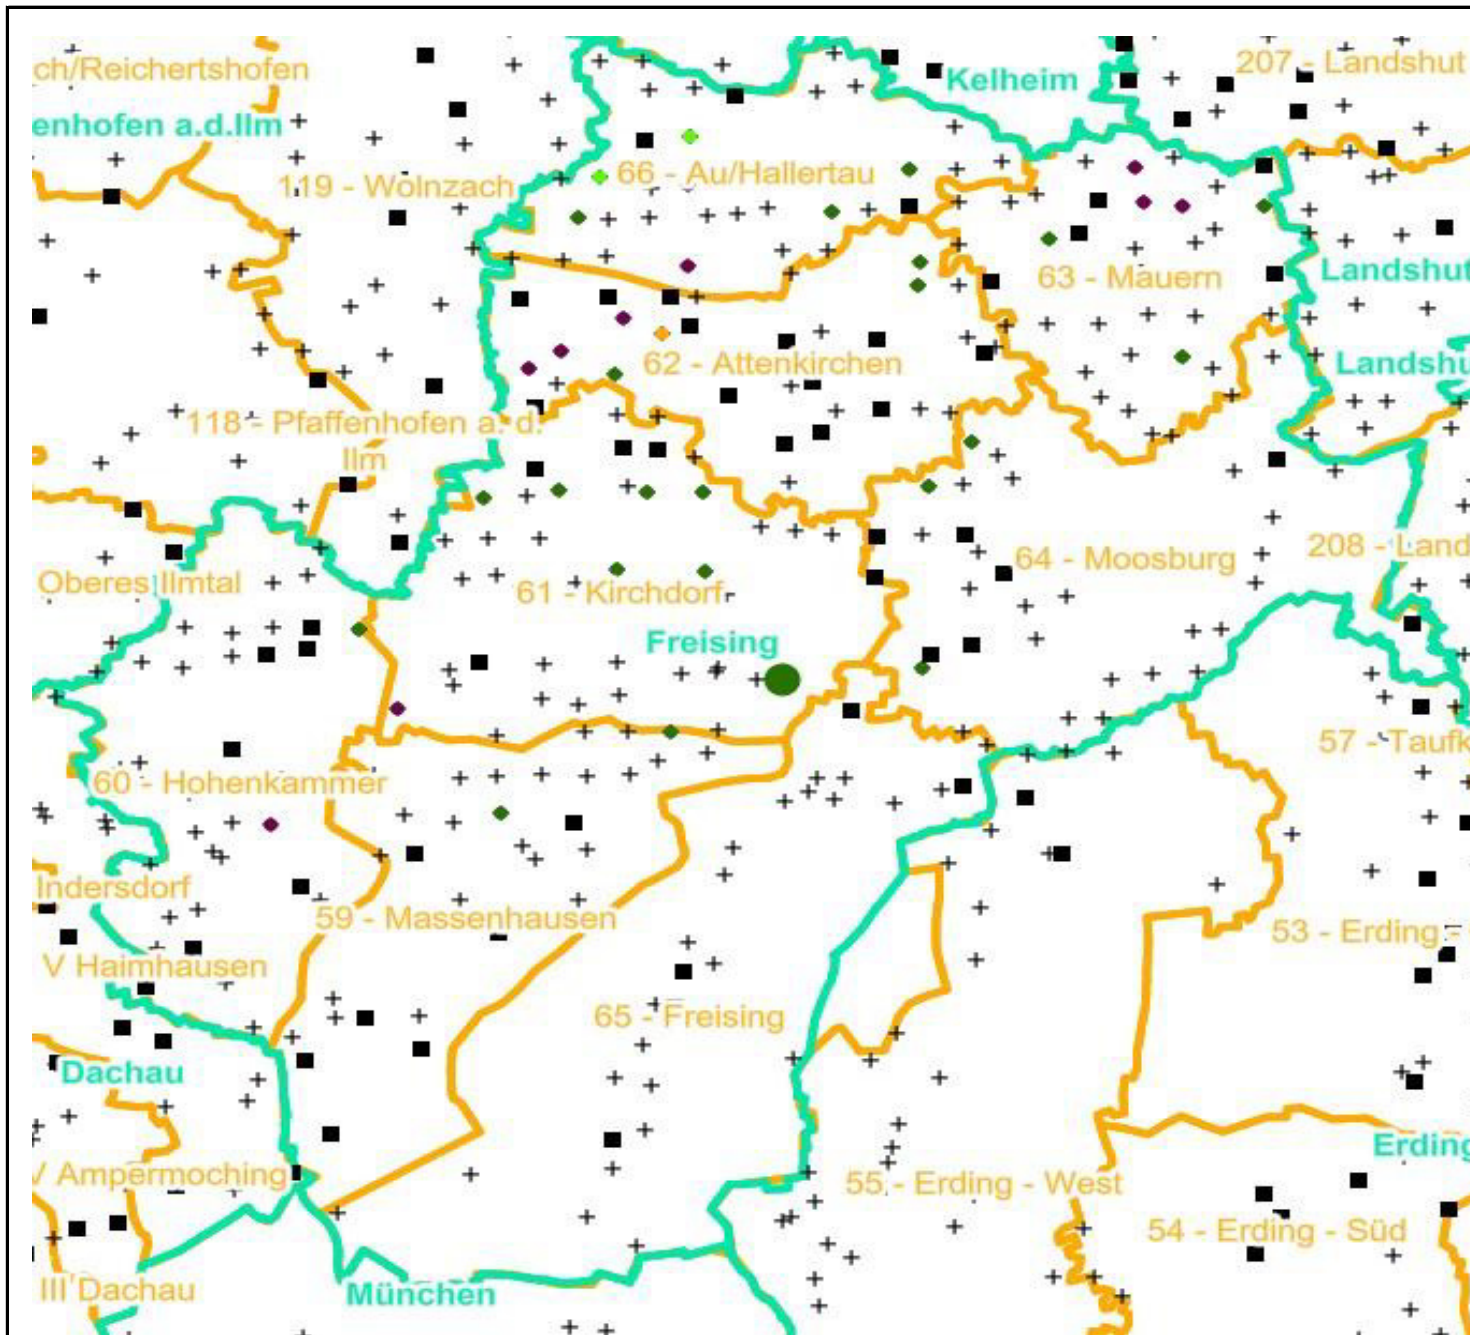 207 - Landshut
ch/Reichertshofen
Kelheim
enhofen a.d.Ilm
66 - Au/Hallertau
119 - Wolnzach
Landshut
63 - Mauern
62 - Attenkirchen
Landshu
118 - Pfaffenhofen a. d.
Ilm
208 - Land
64 - Moosburg
Oberes Ilmtal
61 - Kirchdorf
Freising
57 - Taufk
60 - Hohenkammer
Indersdorf
59 - Massenhausen
53 - Erding -
V Haimhausen
65 - Freising
Dachau
Erding
V Ampermoching
55 - Erding - West
54 - Erding - Süd
III Dachau
München